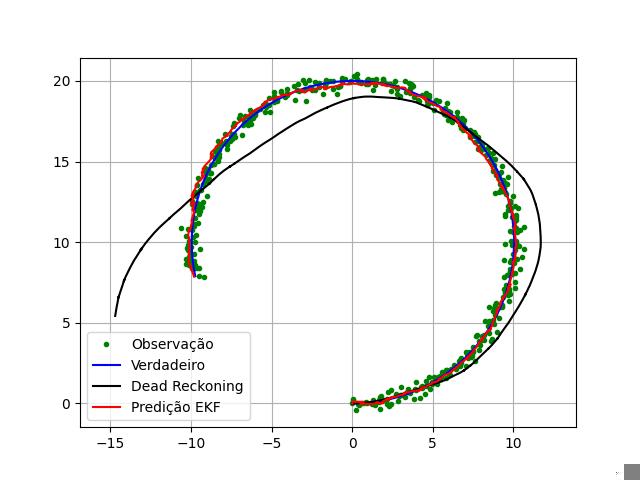 20
15
10
5
0
Observação
Verdadeiro
Dead Reckoning
Predição EKF
−15 −10 −5 0 5 10